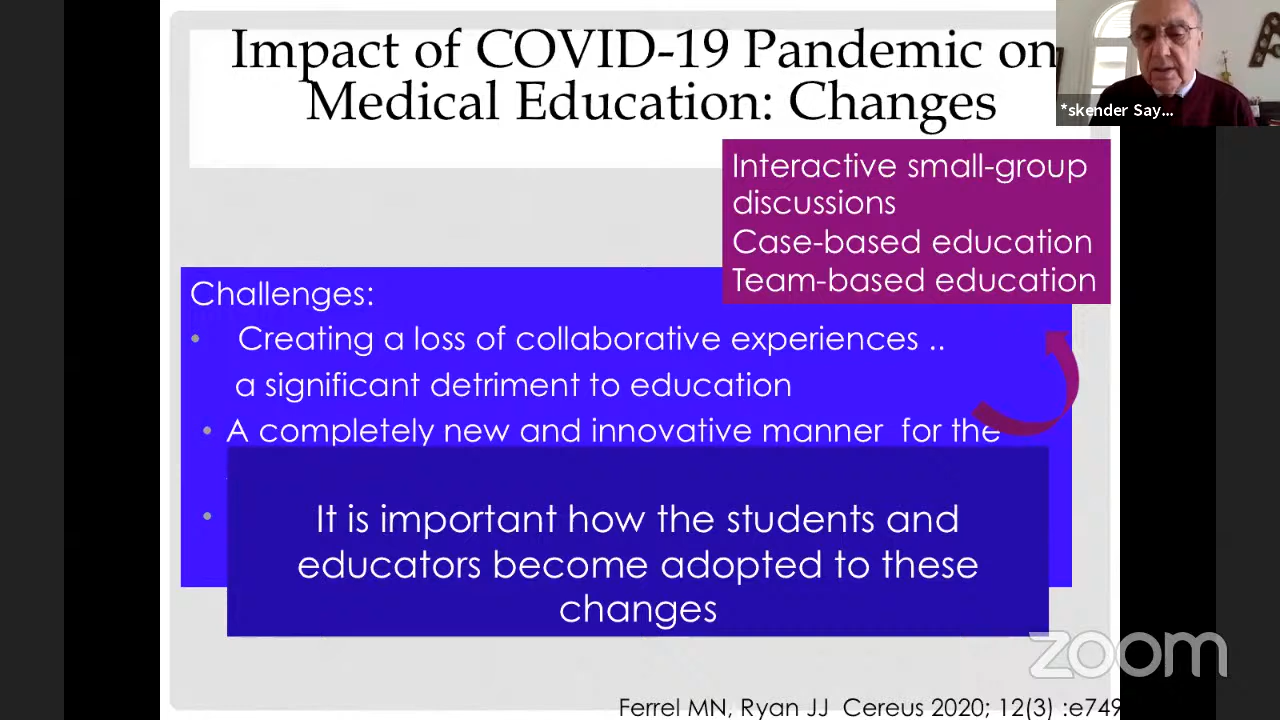 Impact of COVID-19 Pandemic on
Medical Education: Changes
*skender Say...
Interactive small-group
discussions
Case-based education
Team-based education
Challenges:
• Creating a loss of collaborative experiences ..
a significant detriment to education
• A completely new and innovative manner for the
•
It is important how the students and
educators become adopted to these
changes
zoom
Ferrel MN, Ryan JJ Cereus 2020; 12(3) :e749